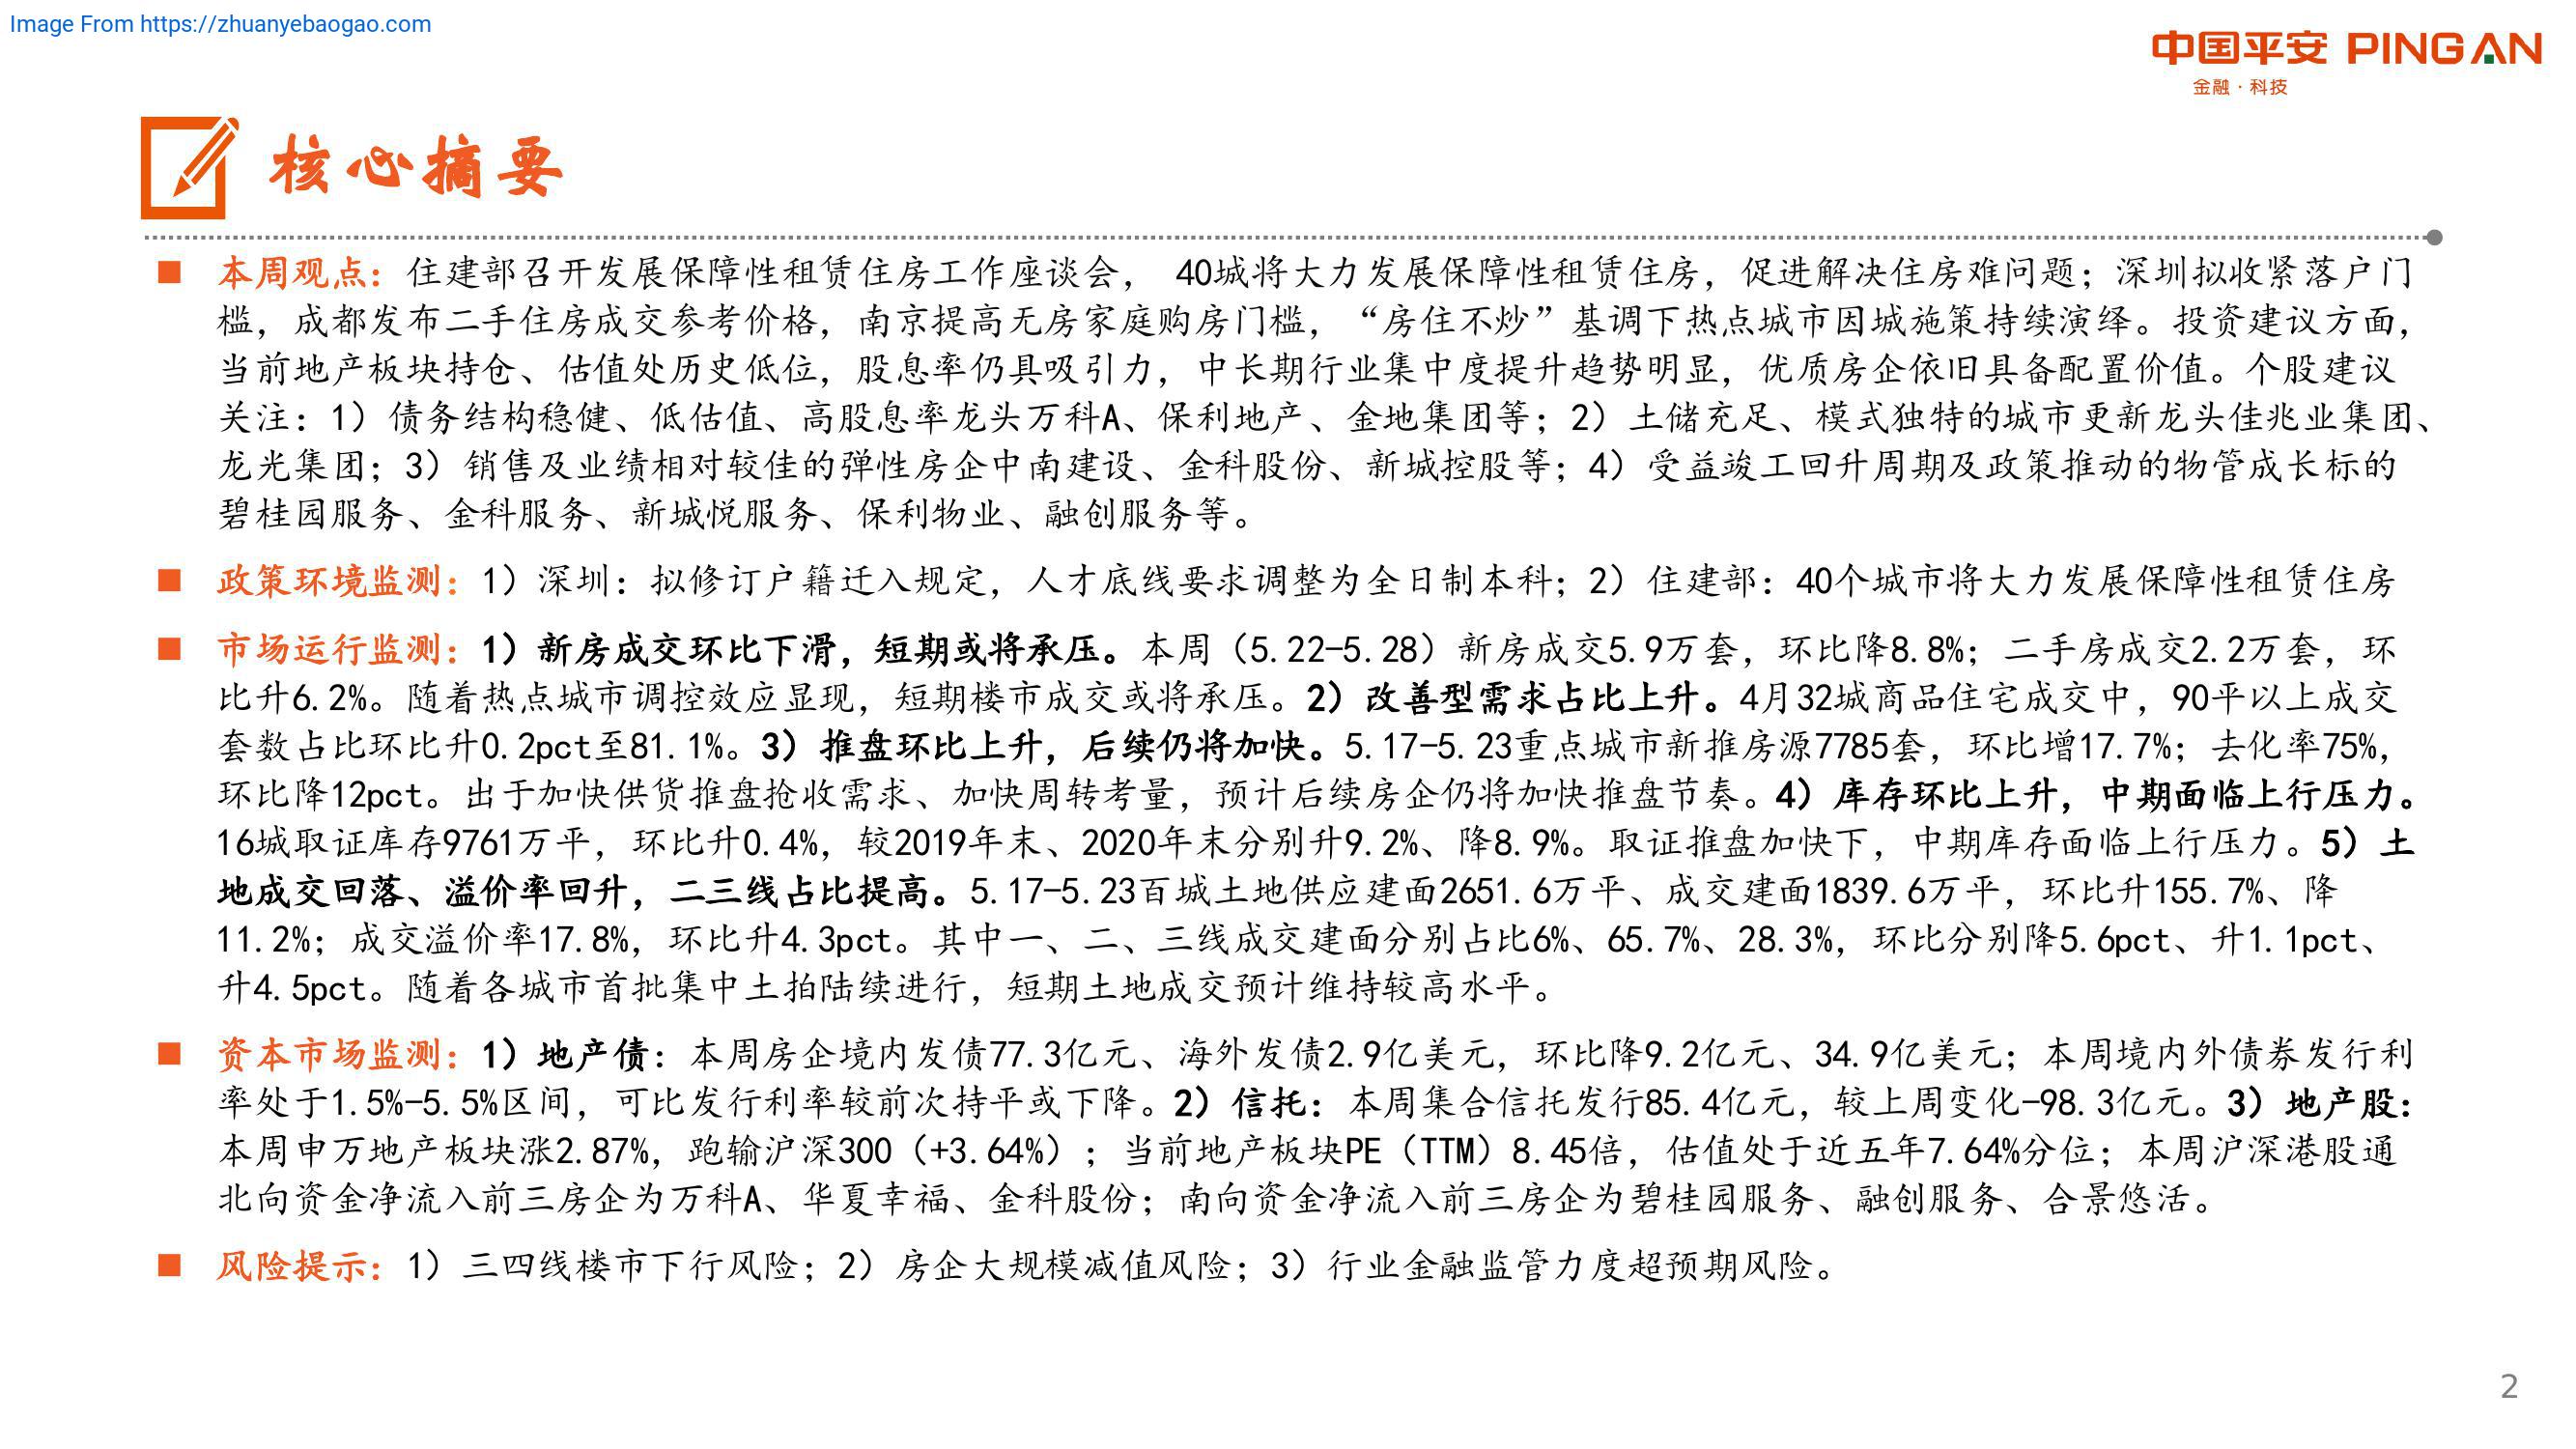 Image From https://zhuanyebaogao.com
中国平安 PING AN
金融·科技
核心摘要
■ 本周观点：住建部召开发展保障性租赁住房工作座谈会， 40城将大力发展保障性租赁住房，促进解决住房难问题；深圳拟收紧落户门
槛，成都发布二手住房成交参考价格，南京提高无房家庭购房门槛，“房住不炒”基调下热点城市因城施策持续演绎。投资建议方面，
当前地产板块持仓、估值处历史低位，股息率仍具吸引力，中长期行业集中度提升趋势明显，优质房企依旧具备配置价值。个股建议
关注：1）债务结构稳健、低估值、高股息率龙头万科A、保利地产、金地集团等；2）土储充足、模式独特的城市更新龙头佳兆业集团、
龙光集团；3）销售及业绩相对较佳的弹性房企中南建设、金科股份、新城控股等；4）受益竣工回升周期及政策推动的物管成长标的
碧桂园服务、金科服务、新城悦服务、保利物业、融创服务等。
■ 政策环境监测：1）深圳：拟修订户籍迁入规定，人才底线要求调整为全日制本科；2）住建部：40个城市将大力发展保障性租赁住房
■ 市场运行监测：1）新房成交环比下滑，短期或将承压。本周（5.22-5.28）新房成交5.9万套，环比降8.8%；二手房成交2.2万套，环
比升6.2%。随着热点城市调控效应显现，短期楼市成交或将承压。2）改善型需求占比上升。4月32城商品住宅成交中，90平以上成交
套数占比环比升0.2pct至81.1%。3）推盘环比上升，后续仍将加快。5.17-5.23重点城市新推房源7785套，环比增17.7%；去化率75%，
环比降12pct。出于加快供货推盘抢收需求、加快周转考量，预计后续房企仍将加快推盘节奏。4）库存环比上升，中期面临上行压力。
16城取证库存9761万平，环比升0.4%，较2019年末、2020年末分别升9.2%、降8.9%。取证推盘加快下，中期库存面临上行压力。5）土
地成交回落、溢价率回升，二三线占比提高。5.17-5.23百城土地供应建面2651.6万平、成交建面1839.6万平，环比升155.7%、降
11.2%；成交溢价率17.8%，环比升4.3pct。其中一、二、三线成交建面分别占比6%、65.7%、28.3%，环比分别降5.6pct、升1.1pct、
升4.5pct。随着各城市首批集中土拍陆续进行，短期土地成交预计维持较高水平。
■ 资本市场监测：1）地产债：本周房企境内发债77.3亿元、海外发债2.9亿美元，环比降9.2亿元、34.9亿美元；本周境内外债券发行利
率处于1.5%-5.5%区间，可比发行利率较前次持平或下降。2）信托：本周集合信托发行85.4亿元，较上周变化-98.3亿元。3）地产股：
本周申万地产板块涨2.87%，跑输沪深300（+3.64%）；当前地产板块PE（TTM）8.45倍，估值处于近五年7.64%分位；本周沪深港股通
北向资金净流入前三房企为万科A、华夏幸福、金科股份；南向资金净流入前三房企为碧桂园服务、融创服务、合景悠活。
■ 风险提示：1）三四线楼市下行风险；2）房企大规模减值风险；3）行业金融监管力度超预期风险。
2